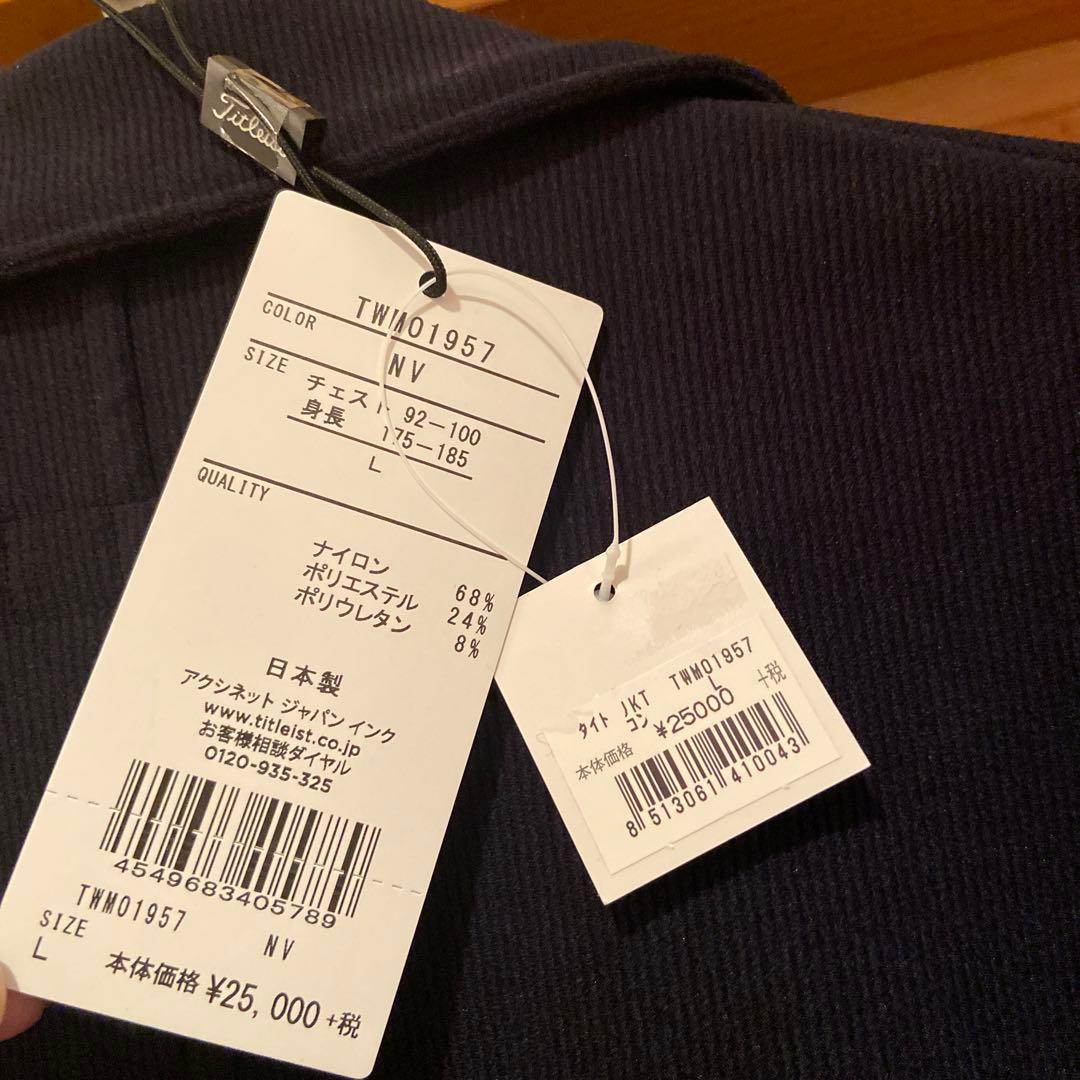 Titleist
TWM01957
COLOR
NV
SIZE
チェスト 92-100
身長 175-185
L
QUALITY
ナイロン 68%
ポリエステル 24%
ポリウレタン 8%
日本製
アクシネット ジャパン インク
www.titleist.co.jp
お客様相談ダイヤル
0120-935-325
4549683405789
TWM01957
SIZE NV
L
本体価格 ¥25,000+税
タイト JKT TWM01957
コン L
本体価格 ¥25000 +税
8513061410043